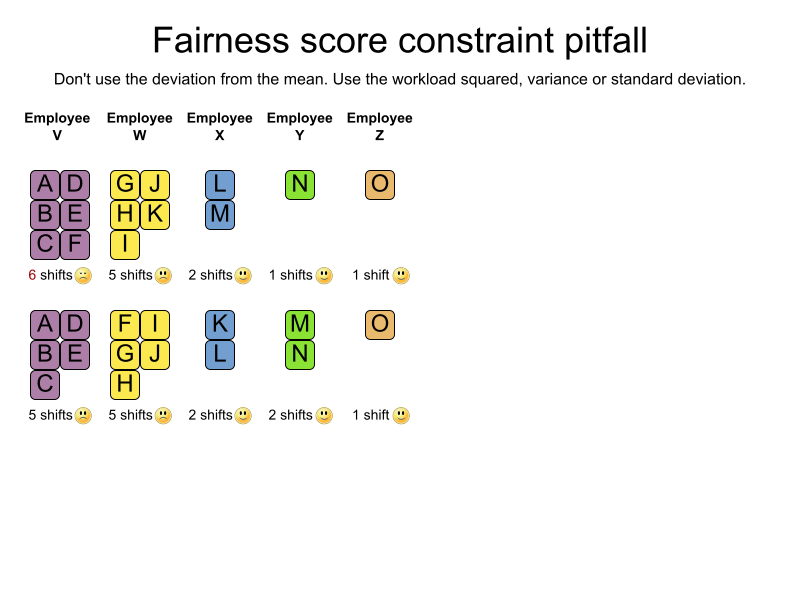 Fairness score constraint pitfall
Don't use the deviation from the mean. Use the workload squared, variance or standard deviation.
Employee V Employee W Employee X Employee Y Employee Z
A D G J L N O
B E H K M
C F I
6 shifts 5 shifts 2 shifts 1 shifts 1 shift
A D F I K M O
B E G J L N
C H
5 shifts 5 shifts 2 shifts 2 shifts 1 shift